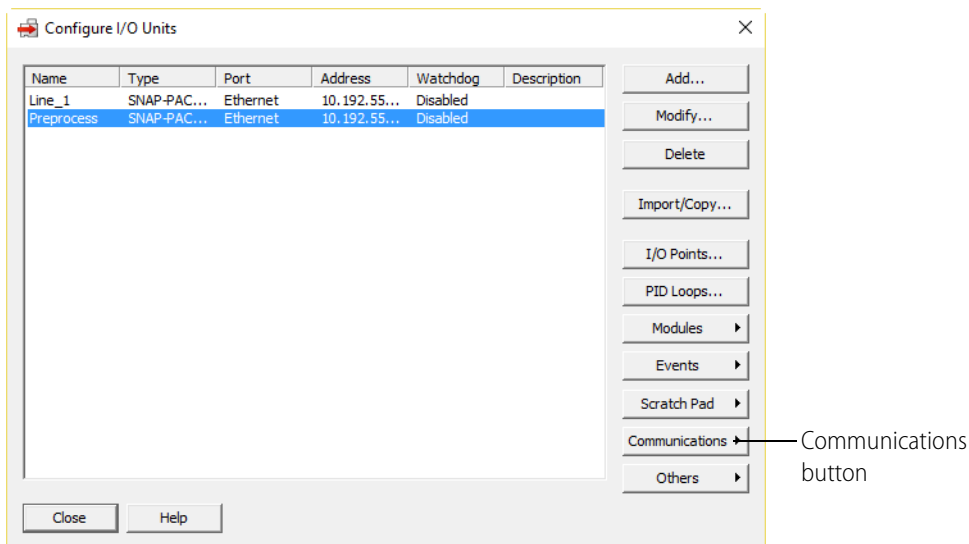 Configure I/O Units
Name Type Port Address Watchdog Description
Line_1 SNAP-PAC... Ethernet 10.192.55... Disabled
Preprocess SNAP-PAC... Ethernet 10.192.55... Disabled
Add...
Modify...
Delete
Import/Copy...
I/O Points...
PID Loops...
Modules
Events
Scratch Pad
Communications
Others
Communications
button
Close Help